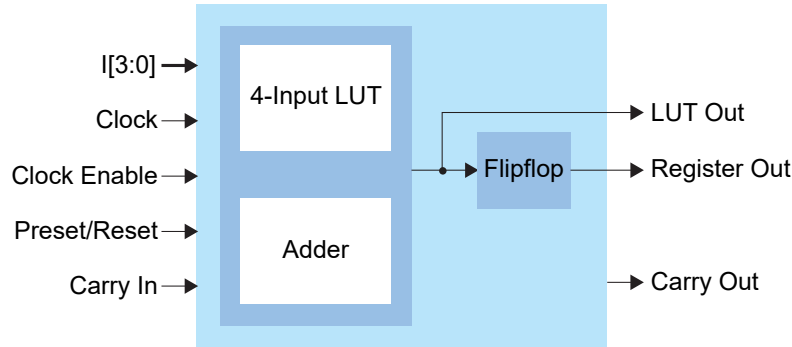 I[3:0]
Clock
Clock Enable
Preset/Reset
Carry In
4-Input LUT
Adder
Flipflop
LUT Out
Register Out
Carry Out